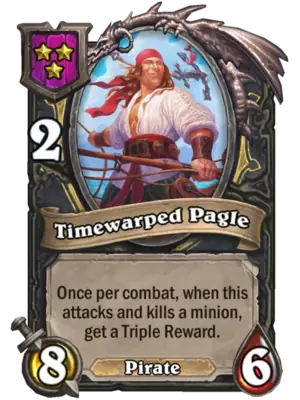 2
Timewarped Pagle
Once per combat, when this
attacks and kills a minion,
get a Triple Reward.
8
Pirate
6